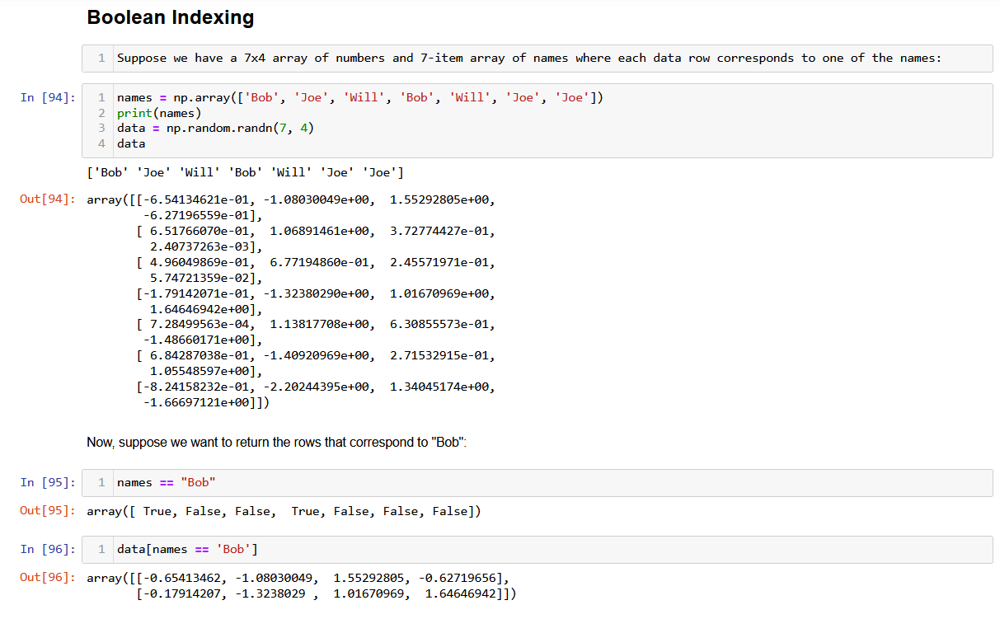 Boolean Indexing
1 Suppose we have a 7x4 array of numbers and 7-item array of names where each data row corresponds to one of the names:
In [94]: 1 names = np.array(['Bob', 'Joe', 'Will', 'Bob', 'Will', 'Joe', 'Joe'])
2 print(names)
3 data = np.random.randn(7, 4)
4 data
['Bob' 'Joe' 'Will' 'Bob' 'Will' 'Joe' 'Joe']
Out[94]: array([[-6.54134621e-01, -1.08030049e+00,  1.55292805e+00,
-6.27196559e-01],
[ 6.51766070e-01,  1.06891461e+00,  3.72774427e-01,
2.40737263e-03],
[ 4.96049869e-01,  6.77194860e-01,  2.45571971e-01,
5.74721359e-02],
[-1.79142071e-01, -1.32380290e+00,  1.01670969e+00,
1.64646942e+00],
[ 7.28499563e-04,  1.13817708e+00,  6.30855573e-01,
-1.48660171e+00],
[ 6.84287038e-01, -1.40920969e+00,  2.71532915e-01,
1.05548597e+00],
[-8.24158232e-01, -2.20244395e+00,  1.34045174e+00,
-1.66697121e+00]])
Now, suppose we want to return the rows that correspond to "Bob":
In [95]: 1 names == "Bob"
Out[95]: array([ True, False, False,  True, False, False, False])
In [96]: 1 data[names == 'Bob']
Out[96]: array([[-0.65413462, -1.08030049,  1.55292805, -0.62719656],
[-0.17914207, -1.3238029 ,  1.01670969,  1.64646942]])